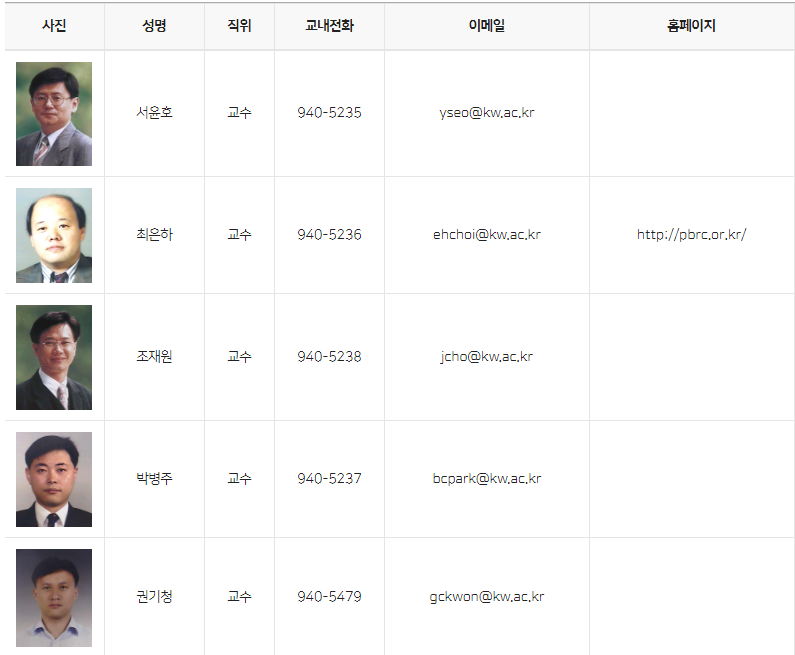 사진 성명 직위 교내전화 이메일 홈페이지
서윤호 교수 940-5235 yseo@kw.ac.kr
최은하 교수 940-5236 ehchoi@kw.ac.kr http://pbrc.or.kr/
조재원 교수 940-5238 jcho@kw.ac.kr
박병주 교수 940-5237 bcpark@kw.ac.kr
권기청 교수 940-5479 gckwon@kw.ac.kr